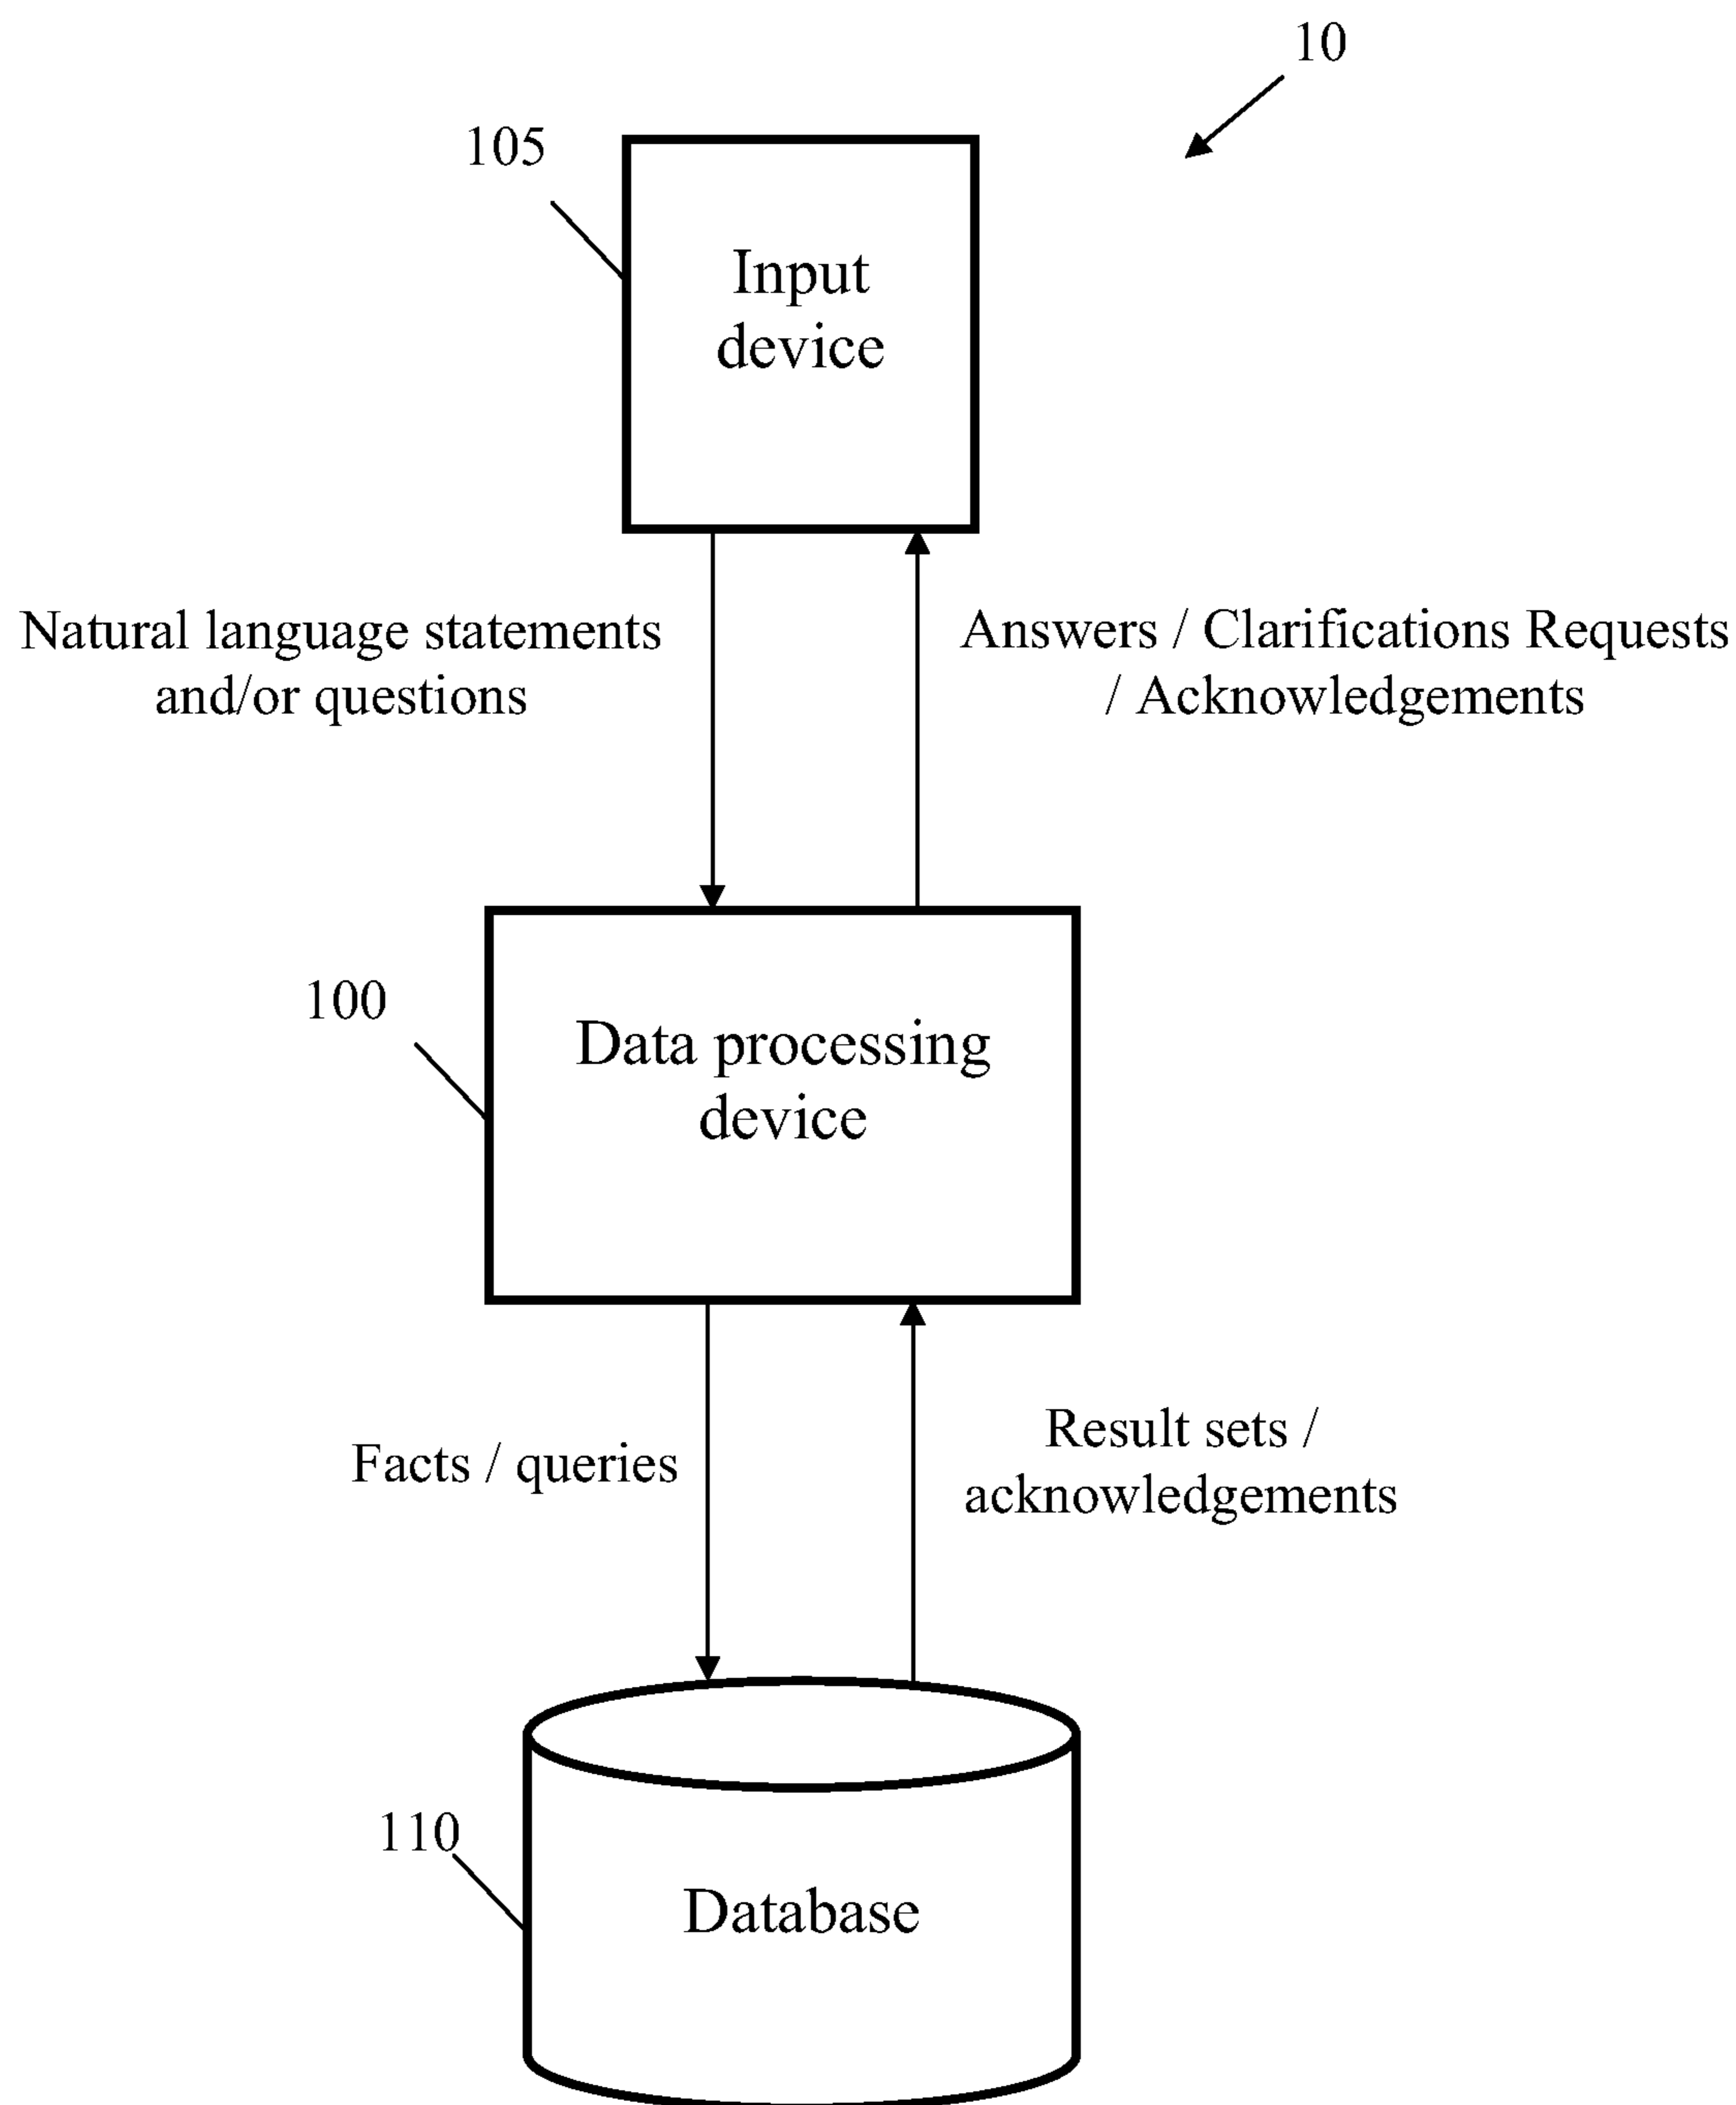 10
105
Input
device
Natural language statements
and/or questions
Answers / Clarifications Requests
/ Acknowledgements
100
Data processing
device
Facts / queries
Result sets /
acknowledgements
110
Database